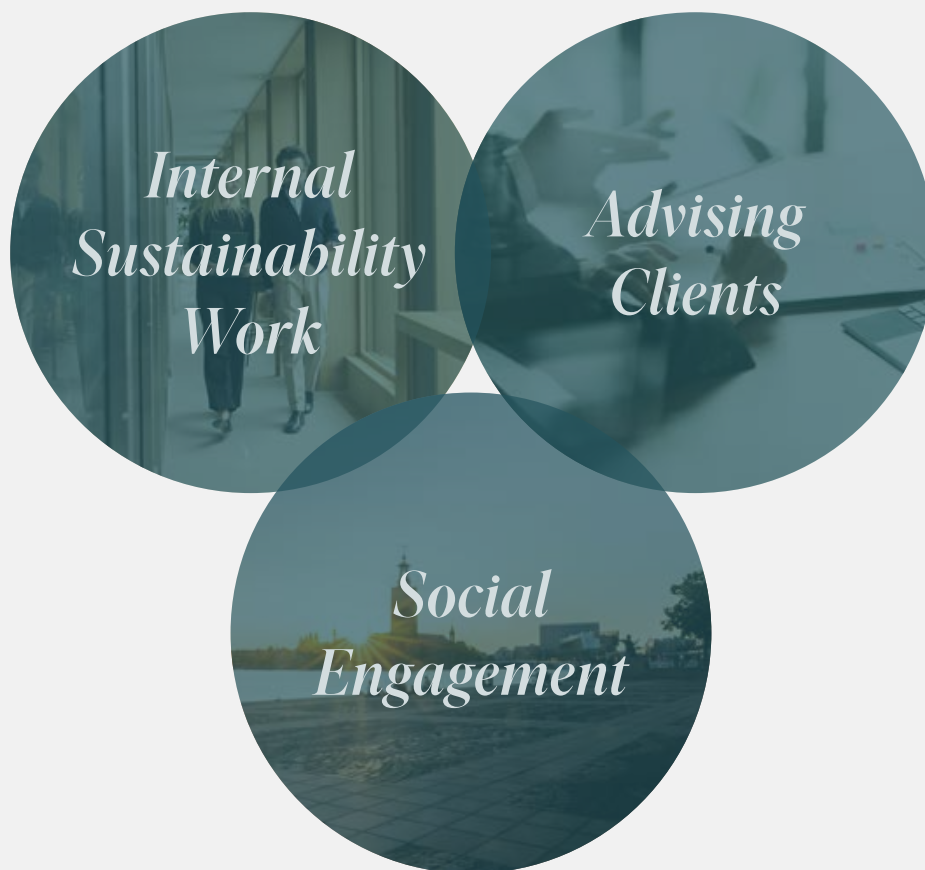 Internal
Sustainability
Work
Advising
Clients
Social
Engagement